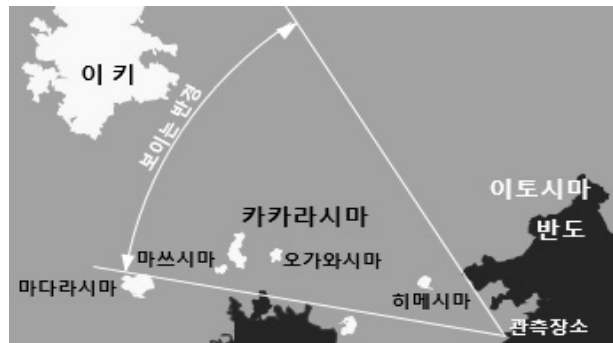 이 키
보이는 반경
이토시마
반도
카카라시마
마쓰시마
오가와시마
마다라시마
히메시마
관측장소